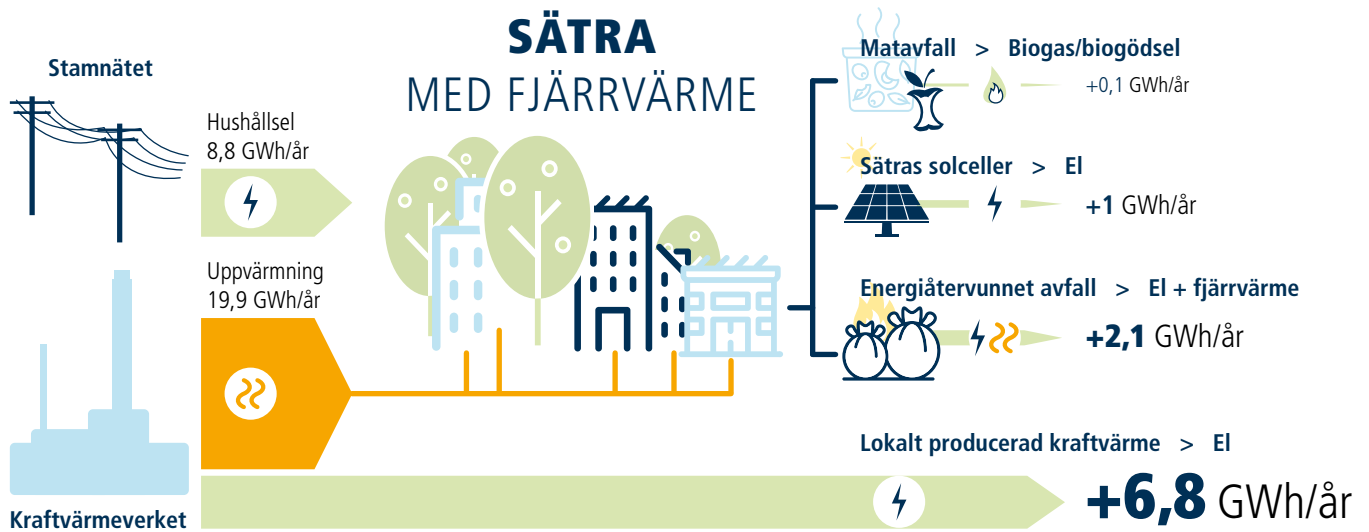 SÄTRA
MED FJÄRRVÄRME
Stamnätet
Hushållsel
8,8 GWh/år
Uppvärmning
19,9 GWh/år
Kraftvärmeverket
Matavfall > Biogas/biogödsel
+0,1 GWh/år
Sätras solceller > El
+1 GWh/år
Energiåtervunnet avfall > El + fjärrvärme
+2,1 GWh/år
Lokalt producerad kraftvärme > El
+6,8 GWh/år